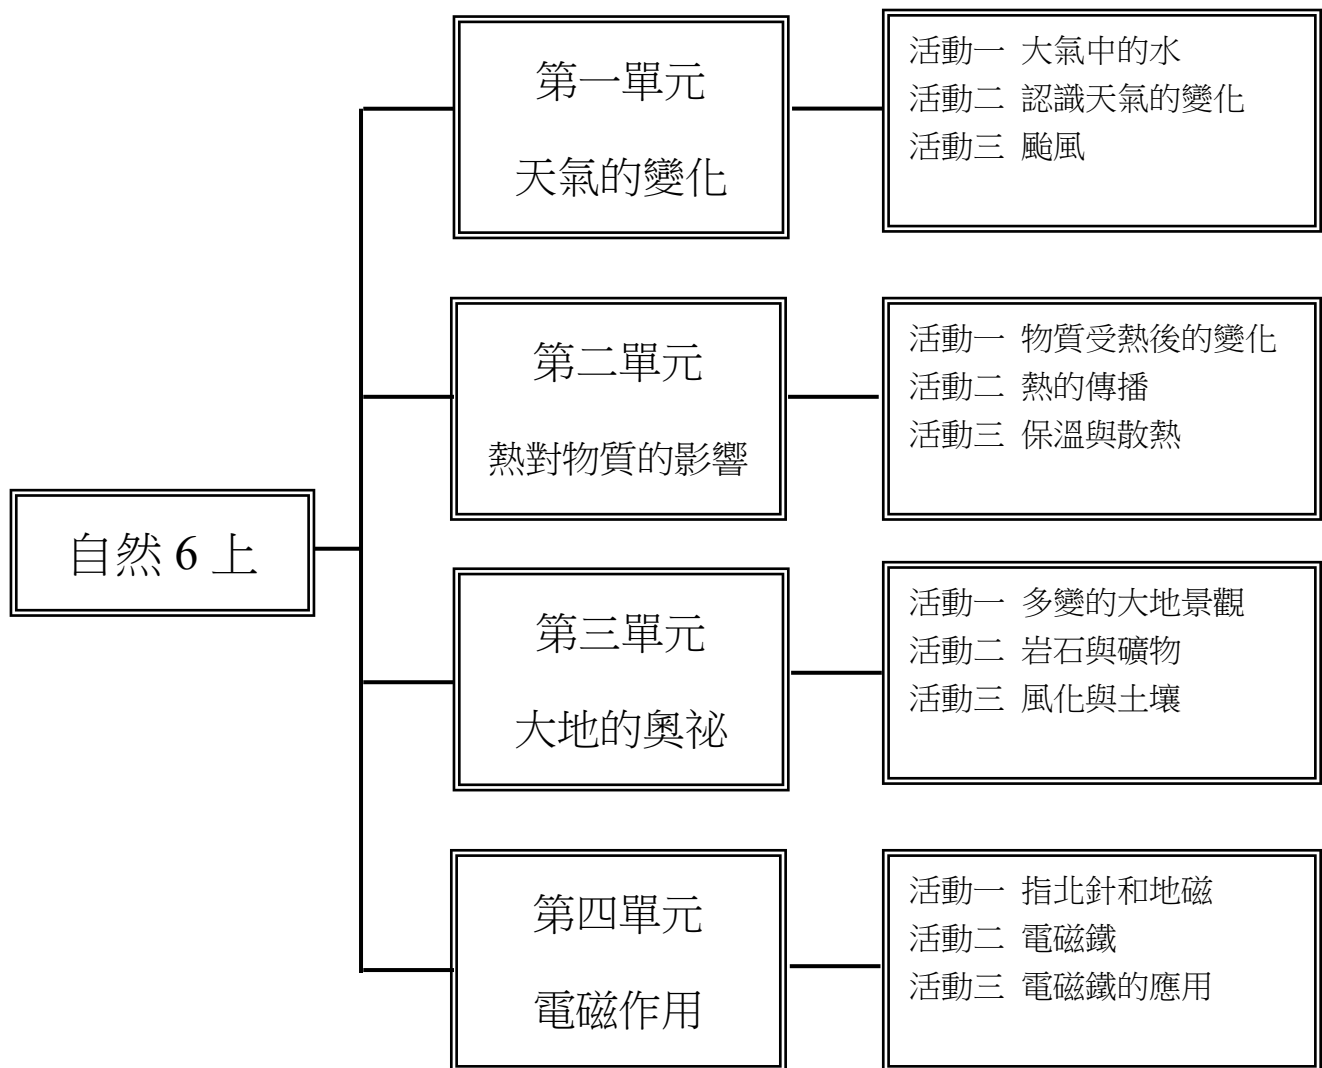 自然 6 上
第一單元
天氣的變化
活動一 大氣中的水
活動二 認識天氣的變化
活動三 颱風
第二單元
熱對物質的影響
活動一 物質受熱後的變化
活動二 熱的傳播
活動三 保溫與散熱
第三單元
大地的奧祕
活動一 多變的大地景觀
活動二 岩石與礦物
活動三 風化與土壤
第四單元
電磁作用
活動一 指北針和地磁
活動二 電磁鐵
活動三 電磁鐵的應用